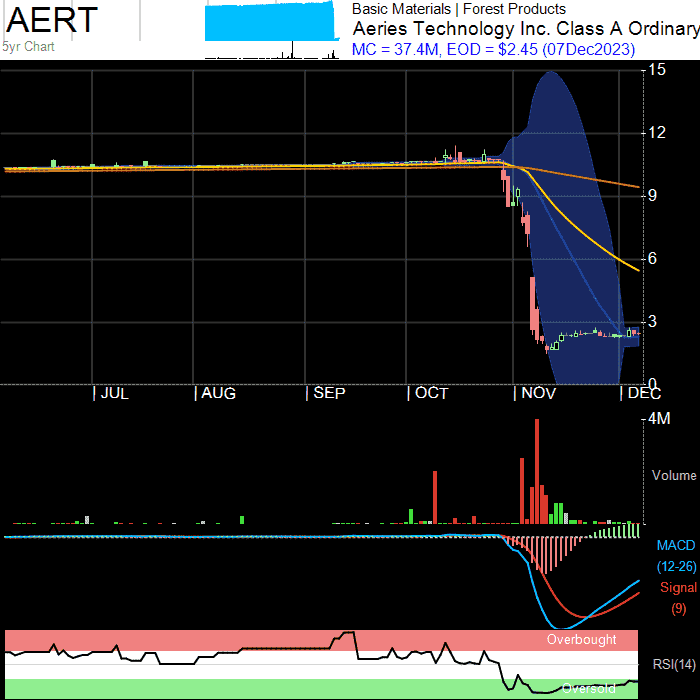 AERT
5yr Chart
Basic Materials | Forest Products
Aeries Technology Inc. Class A Ordinary
MC = 37.4M, EOD = $2.45 (07Dec2023)
15
12
9
6
3
0
| JUL | AUG | SEP | OCT | NOV | DEC
4M
Volume
MACD
(12-26)
Signal
(9)
Overbought
RSI(14)
Oversold